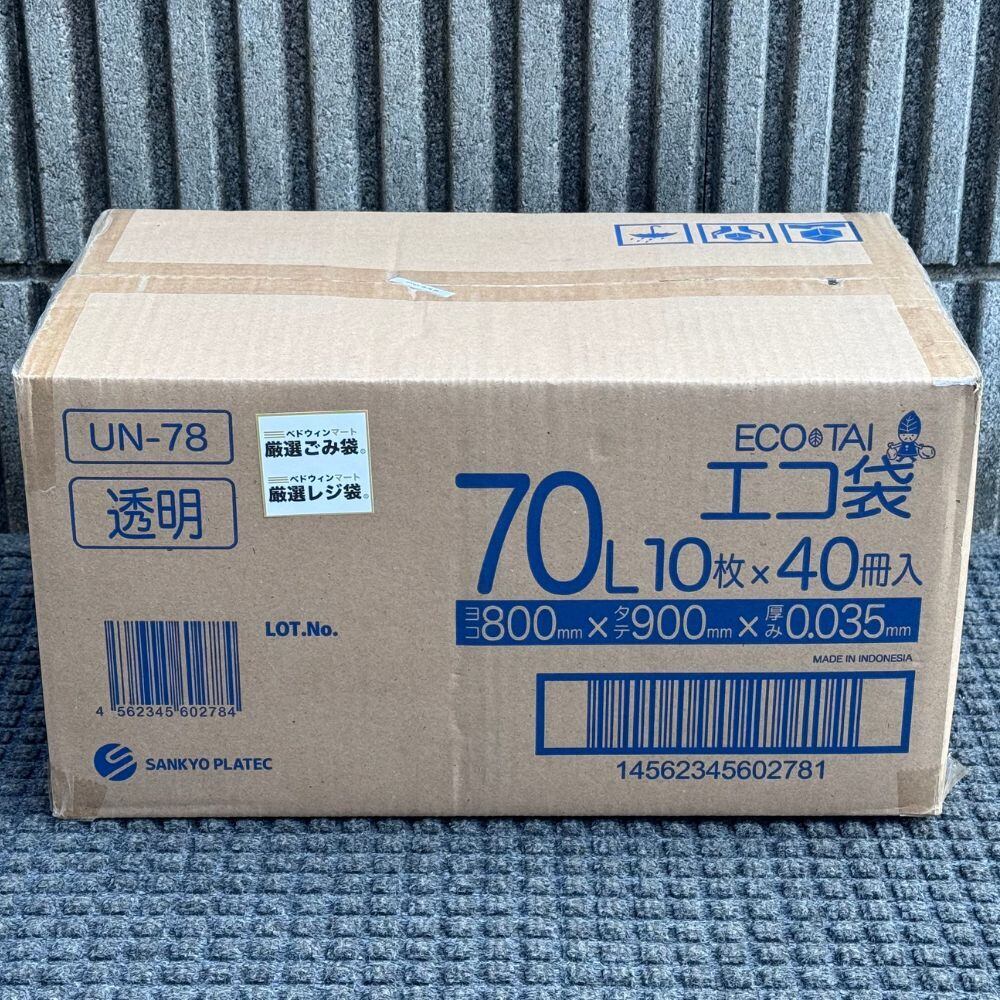 UN-78
透明
ベドウィンマート
厳選ごみ袋。
ベドウィンマート
厳選レジ袋。
ECO TAI
エコ袋
70L 10枚×40冊入
ヨコ800mm×タテ900mm×厚み0.035mm
MADE IN INDONESIA
LOT.No.
4 562345 602784
14562345602781
SANKYO PLATEC